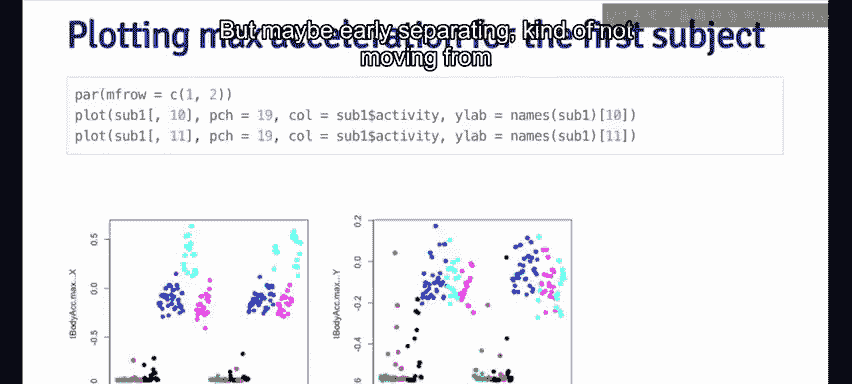 Plotting max acceleration for the first subject
But maybe early separating, kind of not
moving from
par(mfrow = c(1, 2))
plot(sub1[, 10], pch = 19, col = sub1$activity, ylab = names(sub1)[10])
plot(sub1[, 11], pch = 19, col = sub1$activity, ylab = names(sub1)[11])
tBodyAcc.max...X
0.5
0.0
-0.5
0
tBodyAcc.max...Y
0.2
0.0
-0.2
-0.4
6